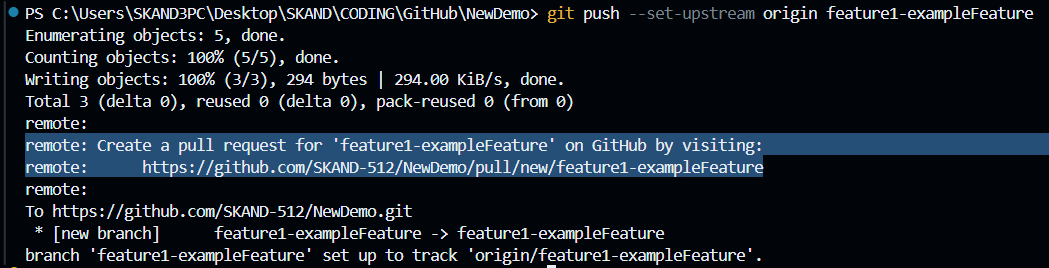 PS C:\Users\SKAND3PC\Desktop\SKAND\CODING\GitHub\NewDemo> git push --set-upstream origin feature1-exampleFeature
Enumerating objects: 5, done.
Counting objects: 100% (5/5), done.
Writing objects: 100% (3/3), 294 bytes | 294.00 KiB/s, done.
Total 3 (delta 0), reused 0 (delta 0), pack-reused 0 (from 0)
remote:
remote: Create a pull request for 'feature1-exampleFeature' on GitHub by visiting:
remote:      https://github.com/SKAND-512/NewDemo/pull/new/feature1-exampleFeature
remote:
To https://github.com/SKAND-512/NewDemo.git
 * [new branch]      feature1-exampleFeature -> feature1-exampleFeature
branch 'feature1-exampleFeature' set up to track 'origin/feature1-exampleFeature'.